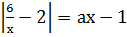 |6/x − 2| = ax − 1